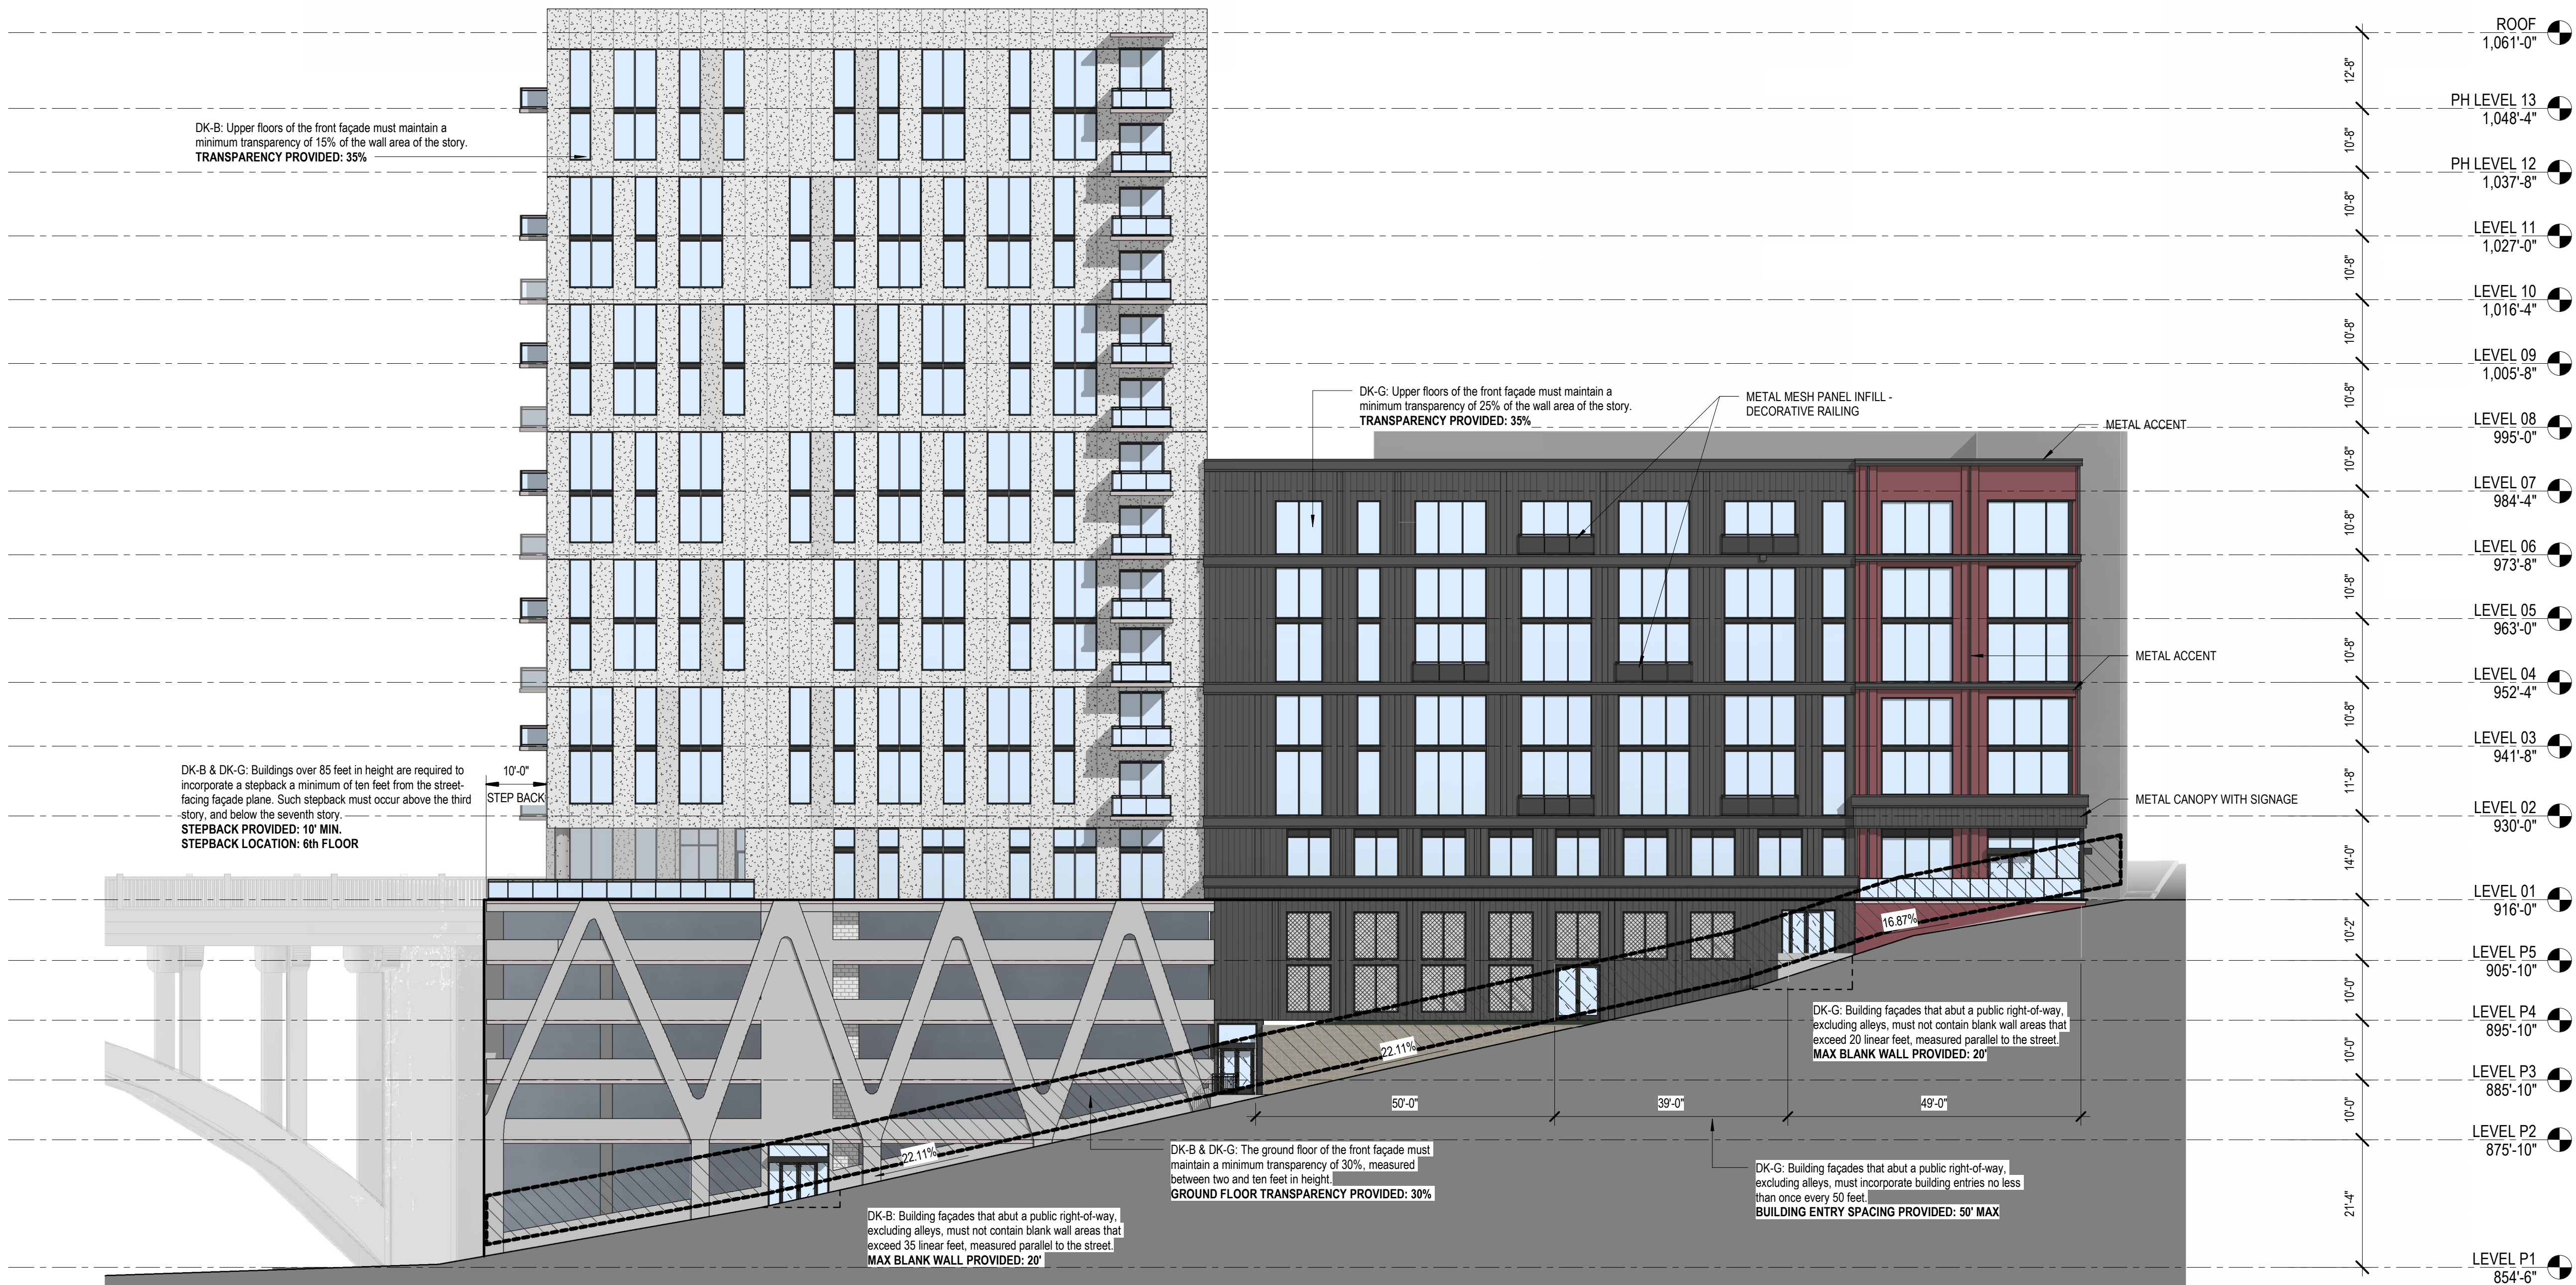 DK-B: Upper floors of the front façade must maintain a
minimum transparency of 15% of the wall area of the story.
TRANSPARENCY PROVIDED: 35%
DK-G: Upper floors of the front façade must maintain a
minimum transparency of 25% of the wall area of the story.
TRANSPARENCY PROVIDED: 35%
METAL MESH PANEL INFILL -
DECORATIVE RAILING
METAL ACCENT
METAL ACCENT
METAL CANOPY WITH SIGNAGE
DK-B & DK-G: Buildings over 85 feet in height are required to
incorporate a stepback a minimum of ten feet from the street-
facing façade plane. Such stepback must occur above the third
story, and below the seventh story.
STEPBACK PROVIDED: 10' MIN.
STEPBACK LOCATION: 6th FLOOR
10'-0"
STEP BACK
16.87%
22.11%
22.11%
50'-0"
39'-0"
49'-0"
DK-G: Building façades that abut a public right-of-way,
excluding alleys, must not contain blank wall areas that
exceed 20 linear feet, measured parallel to the street.
MAX BLANK WALL PROVIDED: 20'
DK-B & DK-G: The ground floor of the front façade must
maintain a minimum transparency of 30%, measured
between two and ten feet in height.
GROUND FLOOR TRANSPARENCY PROVIDED: 30%
DK-G: Building façades that abut a public right-of-way,
excluding alleys, must incorporate building entries no less
than once every 50 feet.
BUILDING ENTRY SPACING PROVIDED: 50' MAX
DK-B: Building façades that abut a public right-of-way,
excluding alleys, must not contain blank wall areas that
exceed 35 linear feet, measured parallel to the street.
MAX BLANK WALL PROVIDED: 20'
ROOF
1,061'-0"
12'-8"
PH LEVEL 13
1,048'-4"
10'-8"
PH LEVEL 12
1,037'-8"
10'-8"
LEVEL 11
1,027'-0"
10'-8"
LEVEL 10
1,016'-4"
10'-8"
LEVEL 09
1,005'-8"
10'-8"
LEVEL 08
995'-0"
10'-8"
LEVEL 07
984'-4"
10'-8"
LEVEL 06
973'-8"
10'-8"
LEVEL 05
963'-0"
10'-8"
LEVEL 04
952'-4"
10'-8"
LEVEL 03
941'-8"
11'-8"
LEVEL 02
930'-0"
14'-0"
LEVEL 01
916'-0"
10'-2"
LEVEL P5
905'-10"
10'-0"
LEVEL P4
895'-10"
10'-0"
LEVEL P3
885'-10"
10'-0"
LEVEL P2
875'-10"
21'-4"
LEVEL P1
854'-6"